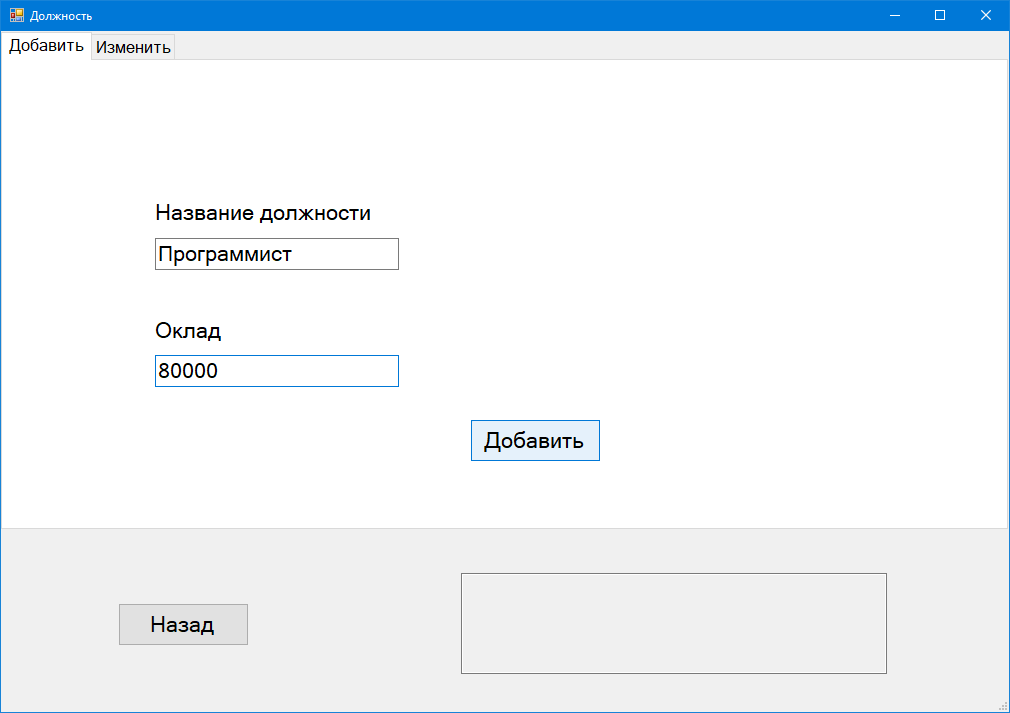 Должность
Добавить Изменить
Название должности
Программист
Оклад
80000
Добавить
Назад